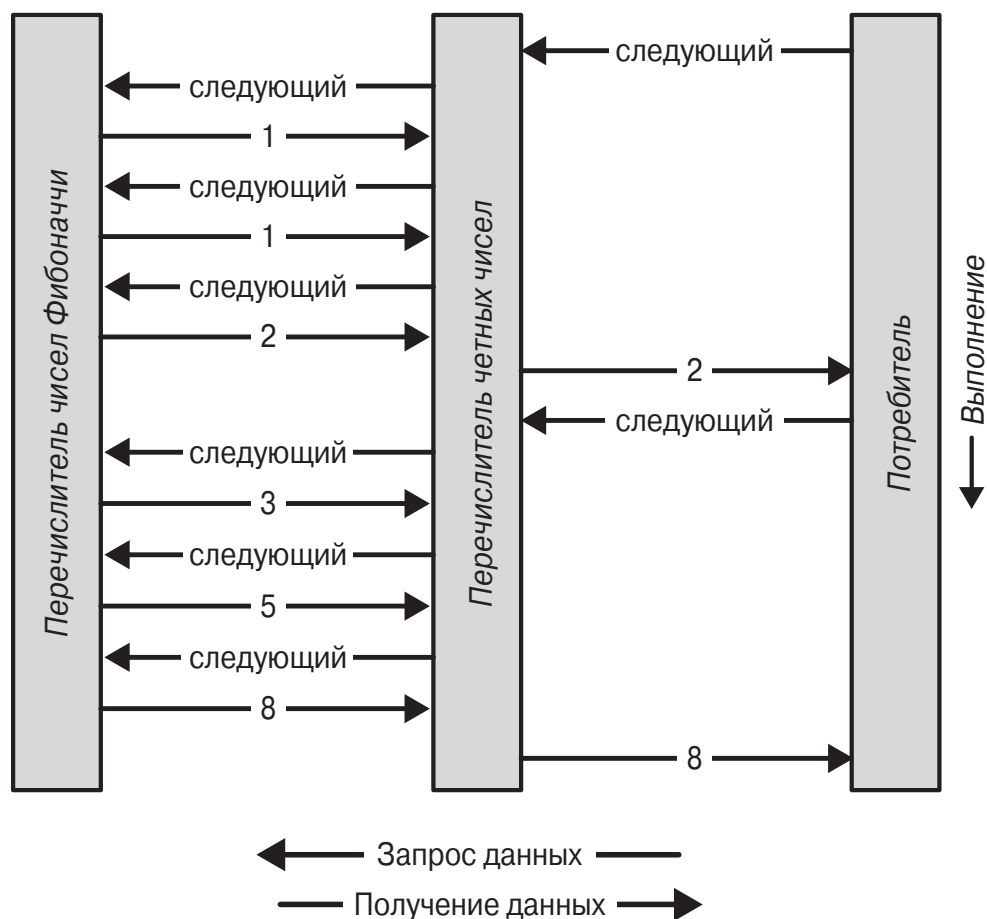 следующий
следующий
1
следующий
1
следующий
2
2
следующий
следующий
3
следующий
5
следующий
8
8
Перечислитель чисел Фибоначчи
Перечислитель четных чисел
Потребитель
Выполнение
Запрос данных
Получение данных